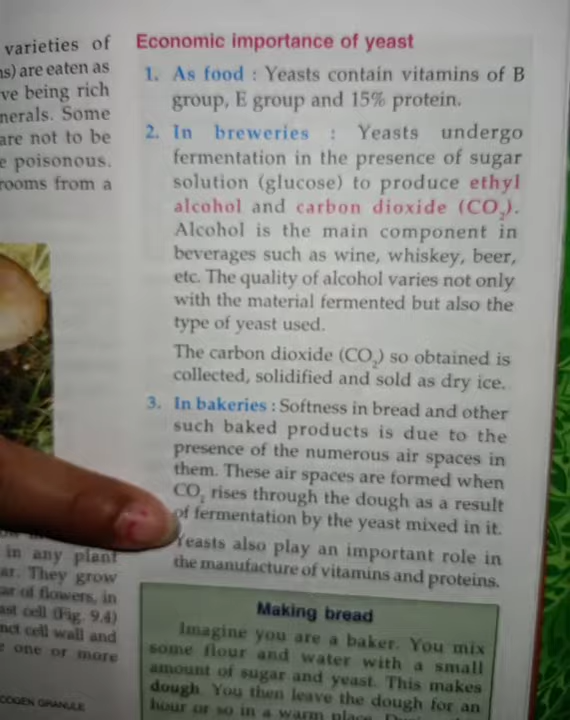 varieties of
are eaten as
ve being rich
nerals. Some
are not to be
e poisonous.
rooms from a
in any plant
ar. They grow
ar of flowers, in
ast cell (Fig. 9.4)
nct cell wall and
e one or more
COGEN GRANULE
Economic importance of yeast
1. As food : Yeasts contain vitamins of B
group, E group and 15% protein.
2. In breweries : Yeasts undergo
fermentation in the presence of sugar
solution (glucose) to produce ethyl
alcohol and carbon dioxide (CO₂).
Alcohol is the main component in
beverages such as wine, whiskey, beer,
etc. The quality of alcohol varies not only
with the material fermented but also the
type of yeast used.
The carbon dioxide (CO₂) so obtained is
collected, solidified and sold as dry ice.
3. In bakeries : Softness in bread and other
such baked products is due to the
presence of the numerous air spaces in
them. These air spaces are formed when
CO₂ rises through the dough as a result
of fermentation by the yeast mixed in it.
Yeasts also play an important role in
the manufacture of vitamins and proteins.
Making bread
Imagine you are a baker. You mix
some flour and water with a small
amount of sugar and yeast. This makes
dough. You then leave the dough for an
hour or so in a warm place.